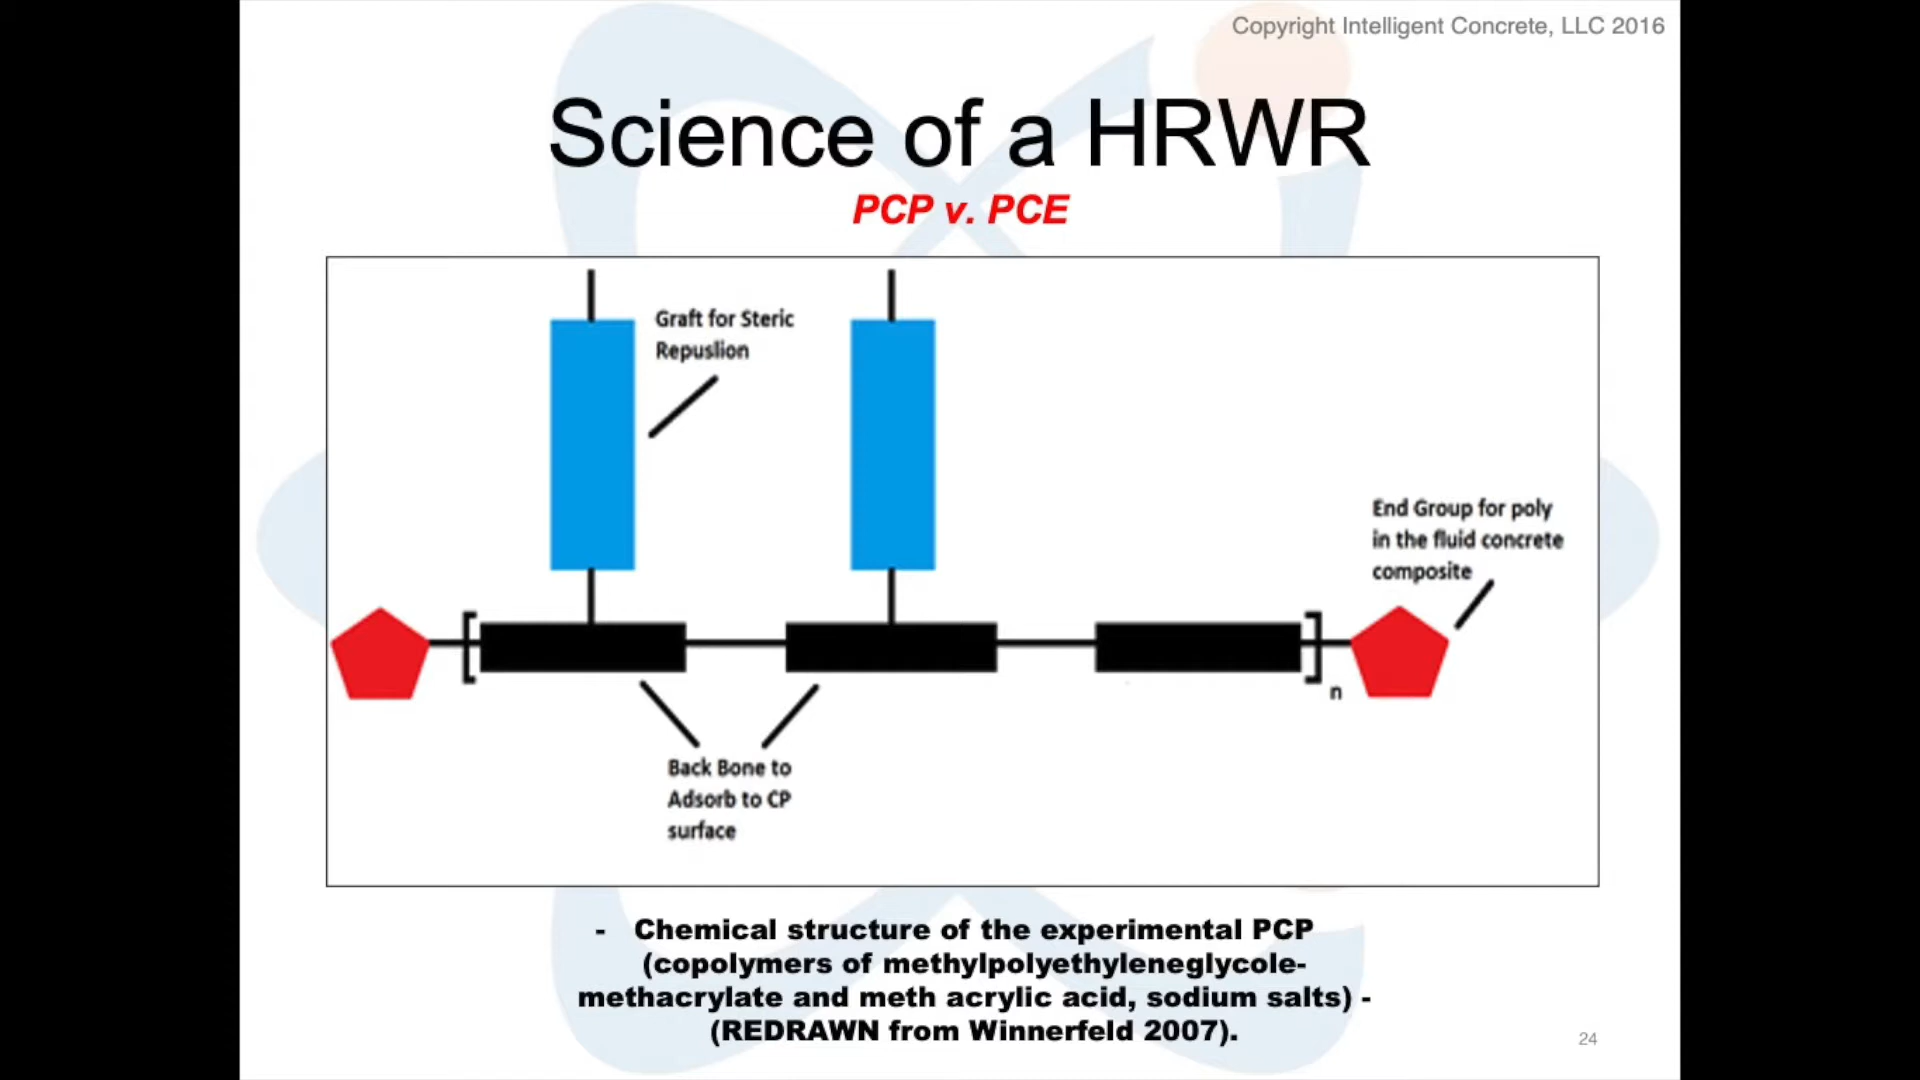 Copyright Intelligent Concrete, LLC 2016
Science of a HRWR
PCP v. PCE
Graft for Steric
Repuslion
End Group for poly
in the fluid concrete
composite
n
Back Bone to
Adsorb to CP
surface
- Chemical structure of the experimental PCP
(copolymers of methylpolyethyleneglycole-
methacrylate and meth acrylic acid, sodium salts) -
(REDRAWN from Winnerfeld 2007).
24